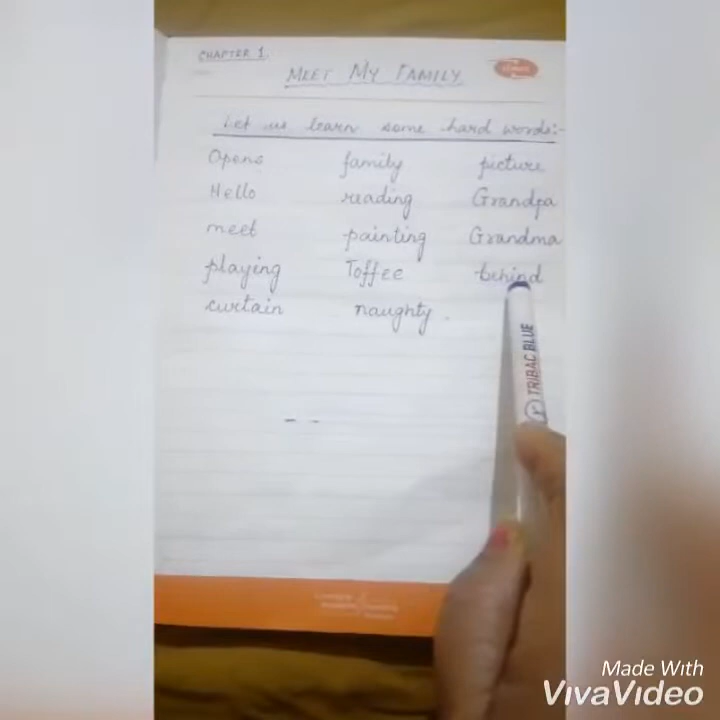 CHAPTER 1.
MEET MY FAMILY
Let us learn some hard words:-
Opens family picture
Hello reading Grandpa
meet painting Grandma
playing Toffee behind
curtain naughty.
TRIBAC BLUE
Made With
VivaVideo